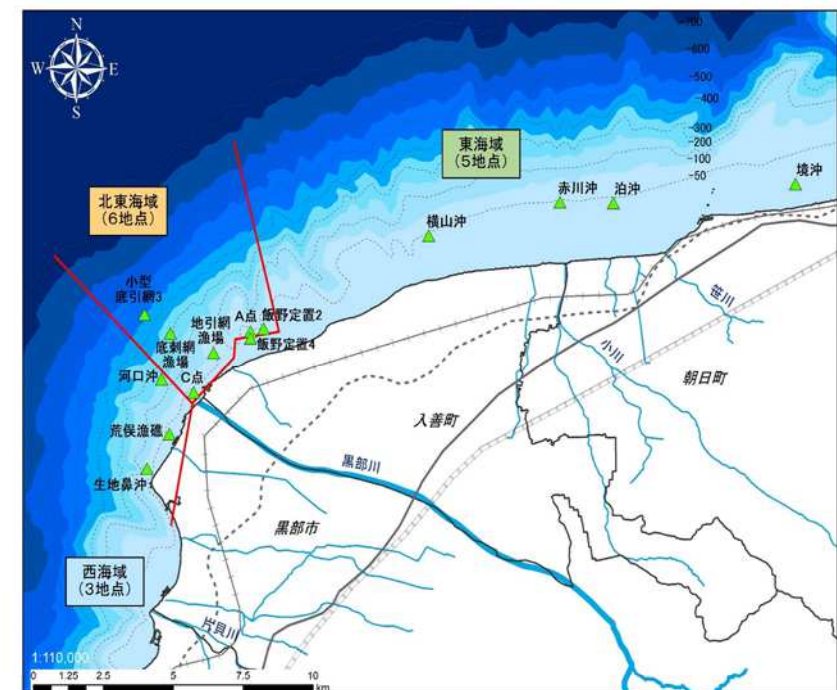 N
W
E
S
-700
-600
-500
-400
-300
-200
-100
-50
東海域
(5地点)
境沖
赤川沖
泊沖
横山沖
北東海域
(6地点)
小型
底引網3
地引網
漁場
A点
飯野定置2
飯野定置4
底刺網
漁場
河口沖
C点
荒俣漁礁
生地鼻沖
笹川
小川
朝日町
入善町
黒部川
黒部市
西海域
(3地点)
片貝川
1:110,000
0 1.25 2.5 5 7.5 10
km